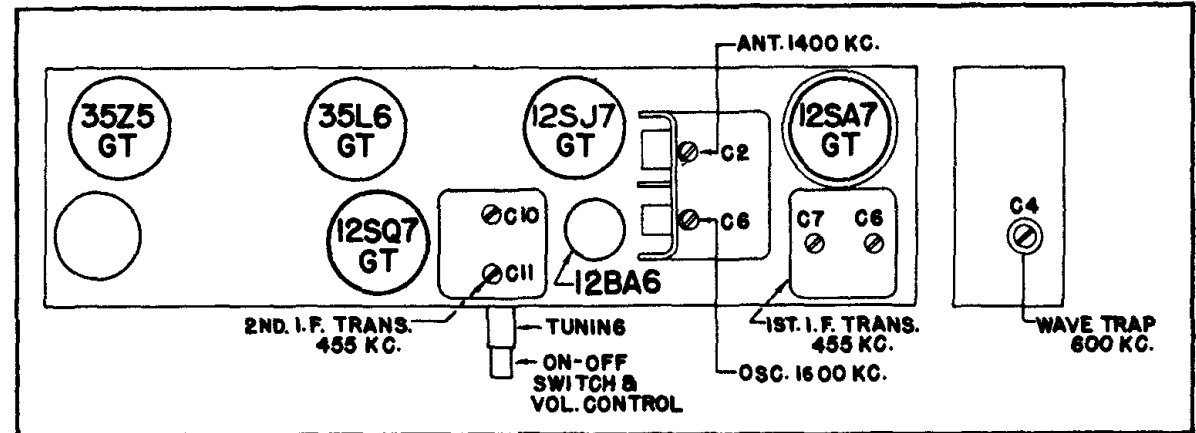 ANT. 1400 KC.
35Z5
GT
35L6
GT
12SJ7
GT
12SA7
GT
C2
C6
12SQ7
GT
C10
C11
12BA6
C7 C6
C4
2ND. I.F. TRANS.
455 KC.
TUNING
ON-OFF
SWITCH &
VOL. CONTROL
1ST. I.F. TRANS.
455 KC.
OSC. 1600 KC.
WAVE TRAP
600 KC.